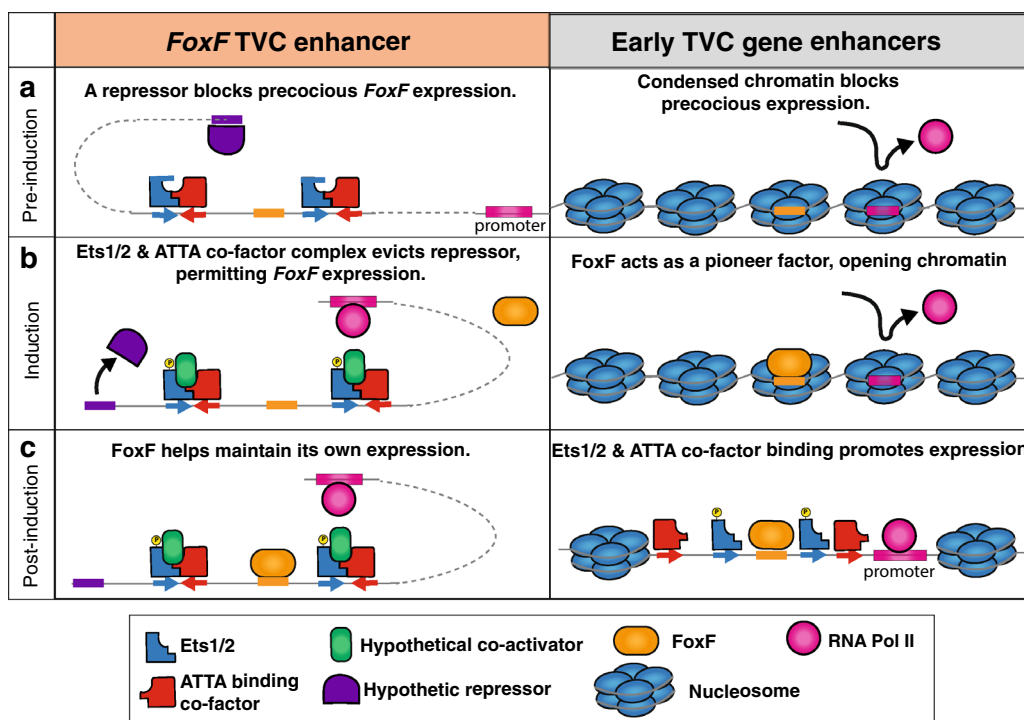 FoxF TVC enhancer
Early TVC gene enhancers
a
Pre-induction
A repressor blocks precocious FoxF expression.
promoter
Condensed chromatin blocks
precocious expression.
b
Induction
Ets1/2 & ATTA co-factor complex evicts repressor,
permitting FoxF expression.
P
P
FoxF acts as a pioneer factor, opening chromatin
c
Post-induction
FoxF helps maintain its own expression.
P
P
Ets1/2 & ATTA co-factor binding promotes expression
P
P
promoter
Ets1/2
Hypothetical co-activator
FoxF
RNA Pol II
ATTA binding
co-factor
Hypothetic repressor
Nucleosome